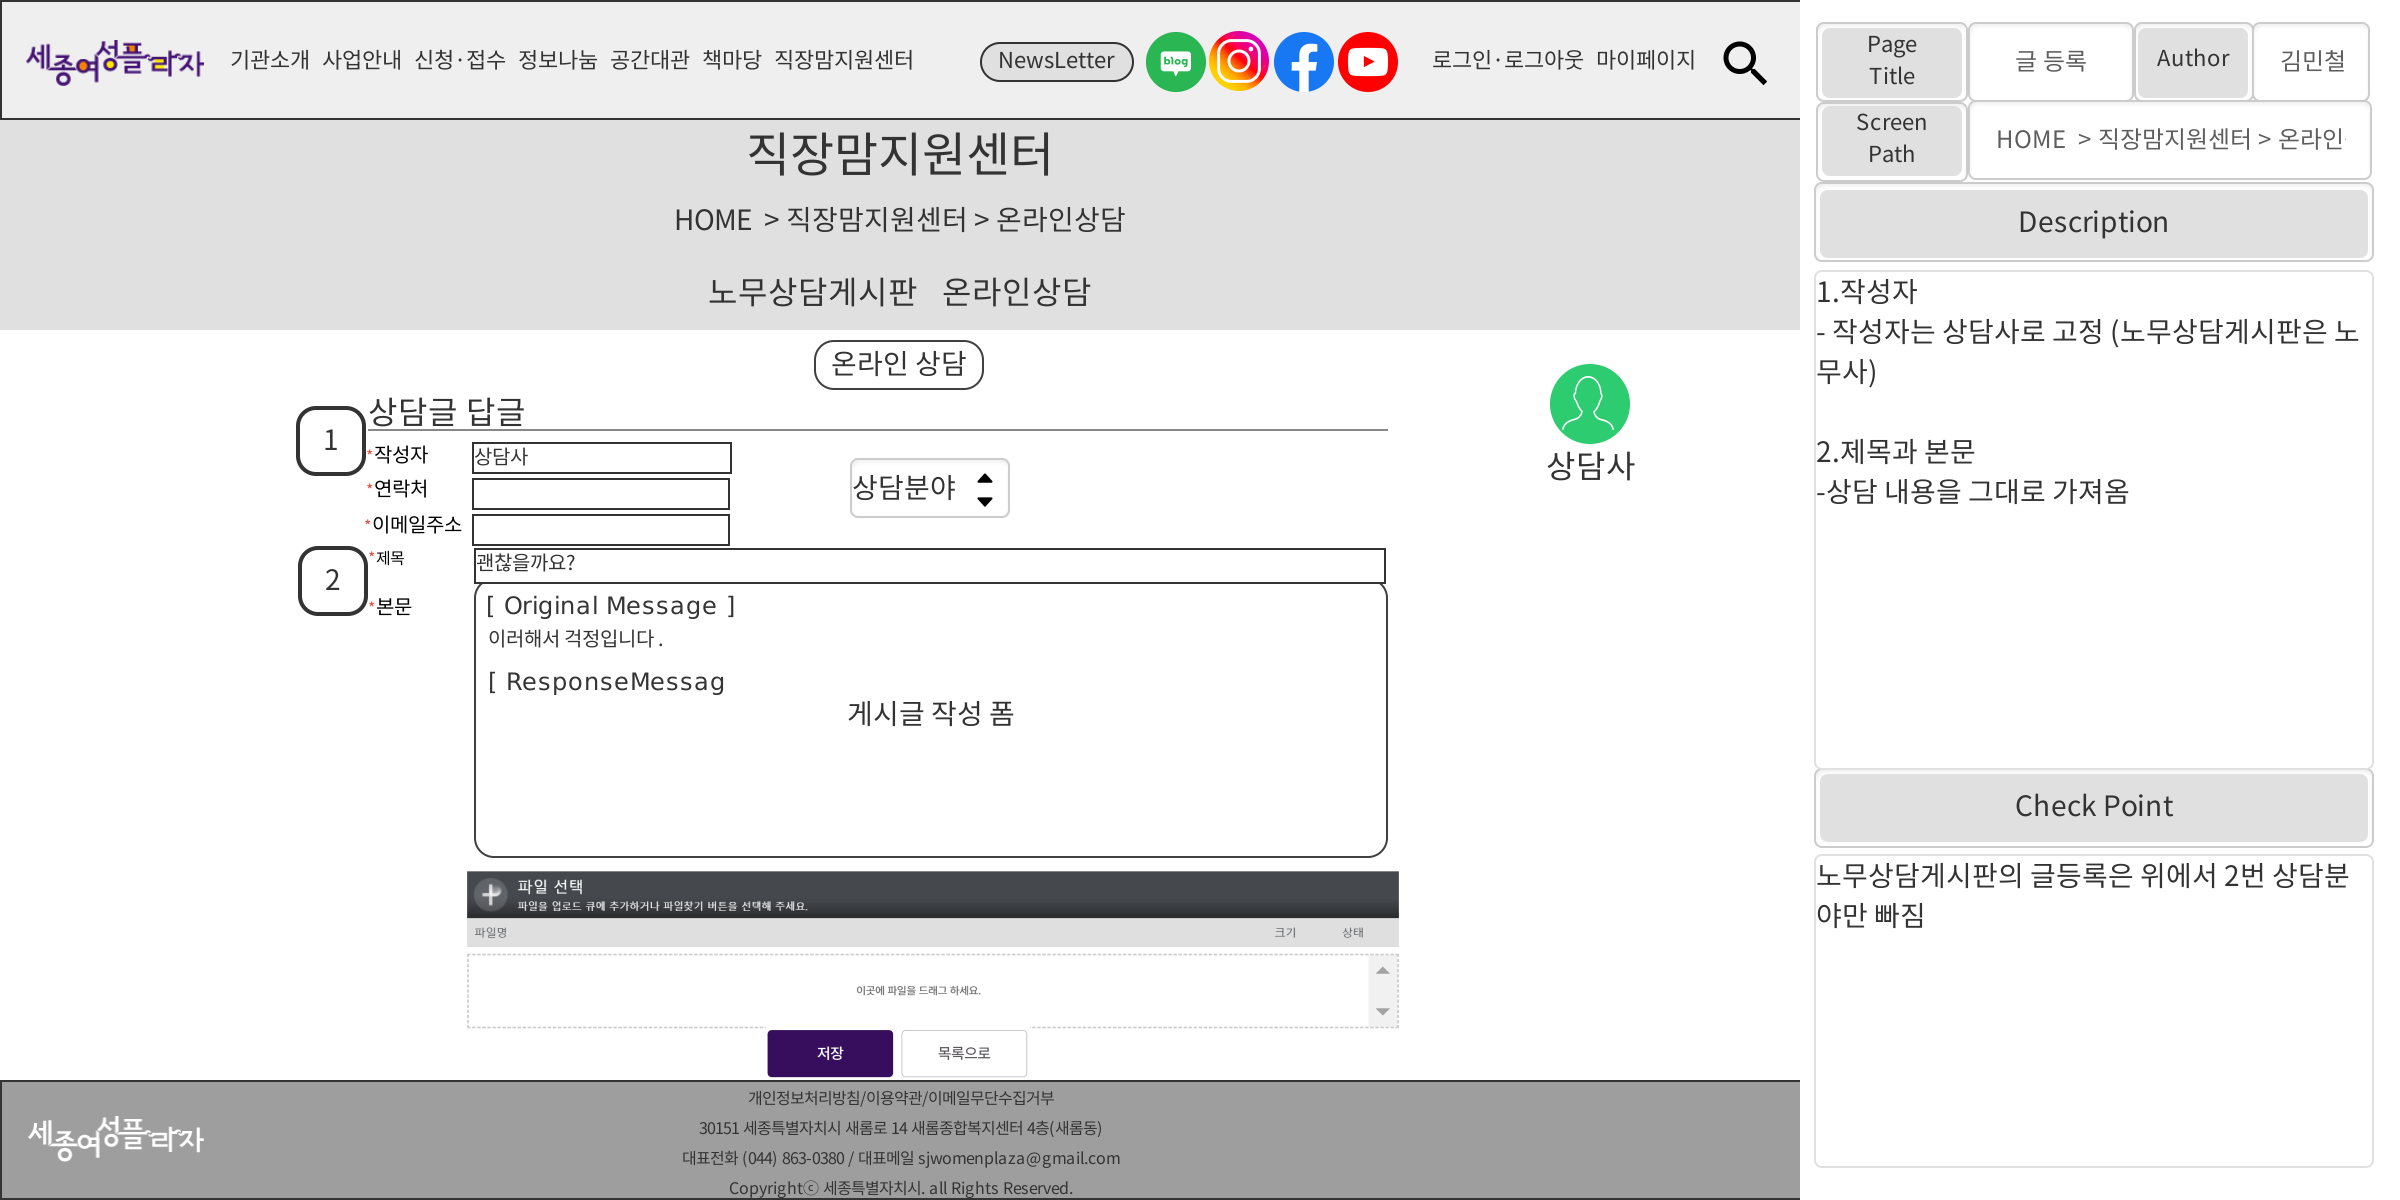 세종여성플라자
기관소개 사업안내 신청·접수 정보나눔 공간대관 책마당 직장맘지원센터
NewsLetter
blog
로그인·로그아웃 마이페이지
직장맘지원센터
HOME > 직장맘지원센터 > 온라인상담
노무상담게시판 온라인상담
온라인 상담
상담글 답글
1
*작성자
상담사
*연락처
상담분야
*이메일주소
상담사
2
*제목
괜찮을까요?
*본문
[ Original Message ]
이러해서 걱정입니다 .
[ ResponseMessag
게시글 작성 폼
파일 선택
파일을 업로드 큐에 추가하거나 파일찾기 버튼을 선택해 주세요.
파일명 크기 상태
이곳에 파일을 드래그 하세요.
저장 목록으로
세종여성플라자
개인정보처리방침/이용약관/이메일무단수집거부
30151 세종특별자치시 새롬로 14 새롬종합복지센터 4층(새롬동)
대표전화 (044) 863-0380 / 대표메일 sjwomenplaza@gmail.com
Copyrightⓒ 세종특별자치시. all Rights Reserved.
Page
Title
글 등록
Author
김민철
Screen
Path
HOME > 직장맘지원센터 > 온라인
Description
1.작성자
- 작성자는 상담사로 고정 (노무상담게시판은 노
무사)
2.제목과 본문
-상담 내용을 그대로 가져옴
Check Point
노무상담게시판의 글등록은 위에서 2번 상담분
야만 빠짐